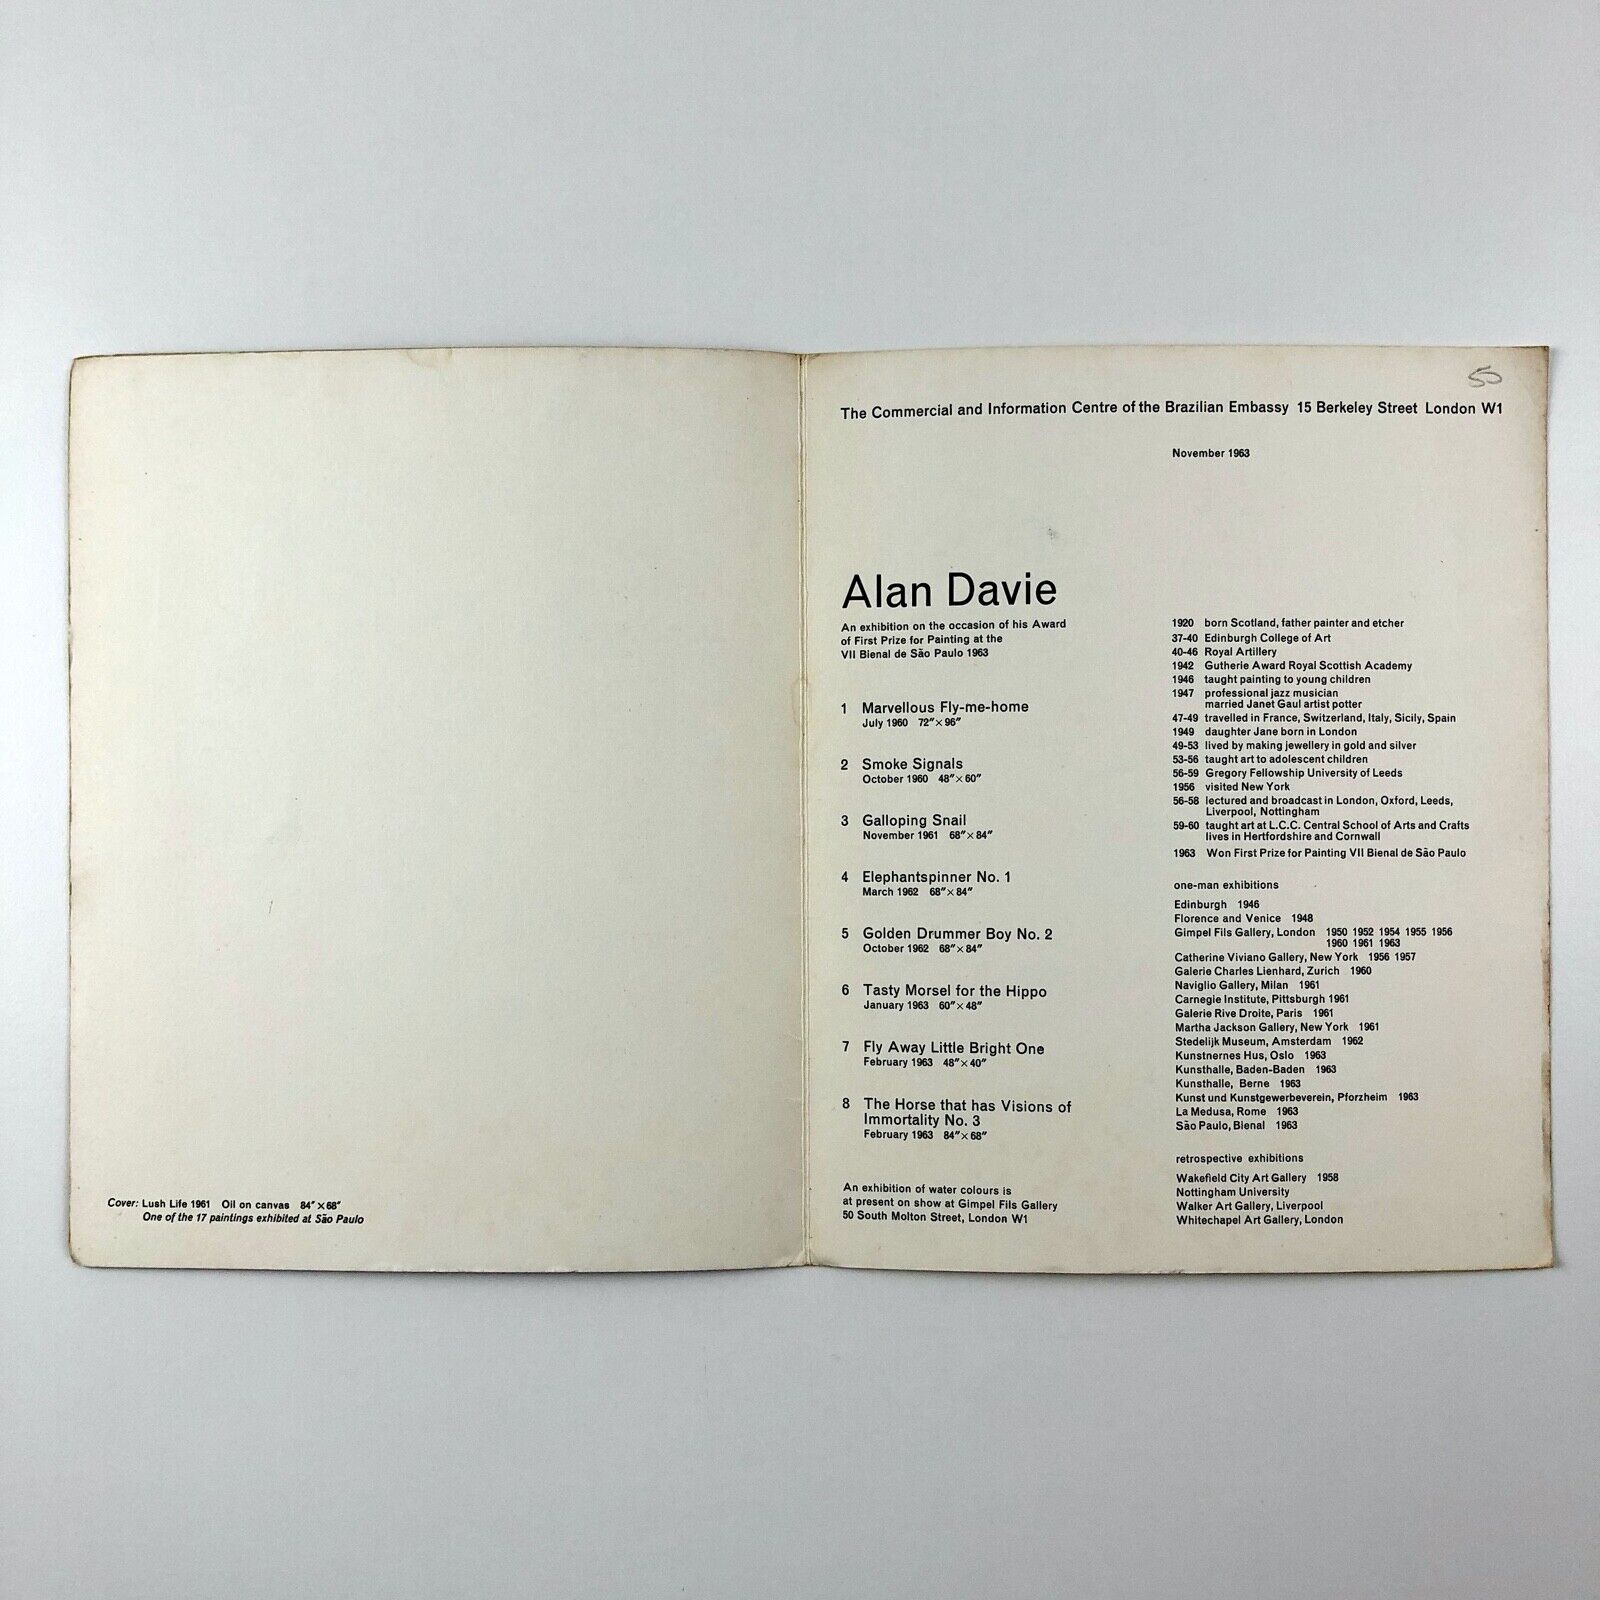 Cover: Lush Life 1961 Oil on canvas 84″×68″
One of the 17 paintings exhibited at São Paulo
50
The Commercial and Information Centre of the Brazilian Embassy 15 Berkeley Street London W1
November 1963
Alan Davie
An exhibition on the occasion of his Award
of First Prize for Painting at the
VII Bienal de São Paulo 1963
1 Marvellous Fly-me-home
July 1960 72″×96″
2 Smoke Signals
October 1960 48″×60″
3 Galloping Snail
November 1961 68″×84″
4 Elephantspinner No. 1
March 1962 68″×84″
5 Golden Drummer Boy No. 2
October 1962 68″×84″
6 Tasty Morsel for the Hippo
January 1963 60″×48″
7 Fly Away Little Bright One
February 1963 48″×40″
8 The Horse that has Visions of
Immortality No. 3
February 1963 84″×68″
An exhibition of water colours is
at present on show at Gimpel Fils Gallery
50 South Molton Street, London W1
1920 born Scotland, father painter and etcher
37-40 Edinburgh College of Art
40-46 Royal Artillery
1942 Gutherie Award Royal Scottish Academy
1946 taught painting to young children
1947 professional jazz musician
married Janet Gaul artist potter
47-49 travelled in France, Switzerland, Italy, Sicily, Spain
1949 daughter Jane born in London
49-53 lived by making jewellery in gold and silver
53-56 taught art to adolescent children
56-59 Gregory Fellowship University of Leeds
1956 visited New York
56-58 lectured and broadcast in London, Oxford, Leeds,
Liverpool, Nottingham
59-60 taught art at L.C.C. Central School of Arts and Crafts
lives in Hertfordshire and Cornwall
1963 Won First Prize for Painting VII Bienal de São Paulo
one-man exhibitions
Edinburgh 1946
Florence and Venice 1948
Gimpel Fils Gallery, London 1950 1952 1954 1955 1956
1960 1961 1963
Catherine Viviano Gallery, New York 1956 1957
Galerie Charles Lienhard, Zurich 1960
Naviglio Gallery, Milan 1961
Carnegie Institute, Pittsburgh 1961
Galerie Rive Droite, Paris 1961
Martha Jackson Gallery, New York 1961
Stedelijk Museum, Amsterdam 1962
Kunstnernes Hus, Oslo 1963
Kunsthalle, Baden-Baden 1963
Kunsthalle, Berne 1963
Kunst und Kunstgewerbeverein, Pforzheim 1963
La Medusa, Rome 1963
São Paulo, Bienal 1963
retrospective exhibitions
Wakefield City Art Gallery 1958
Nottingham University
Walker Art Gallery, Liverpool
Whitechapel Art Gallery, London